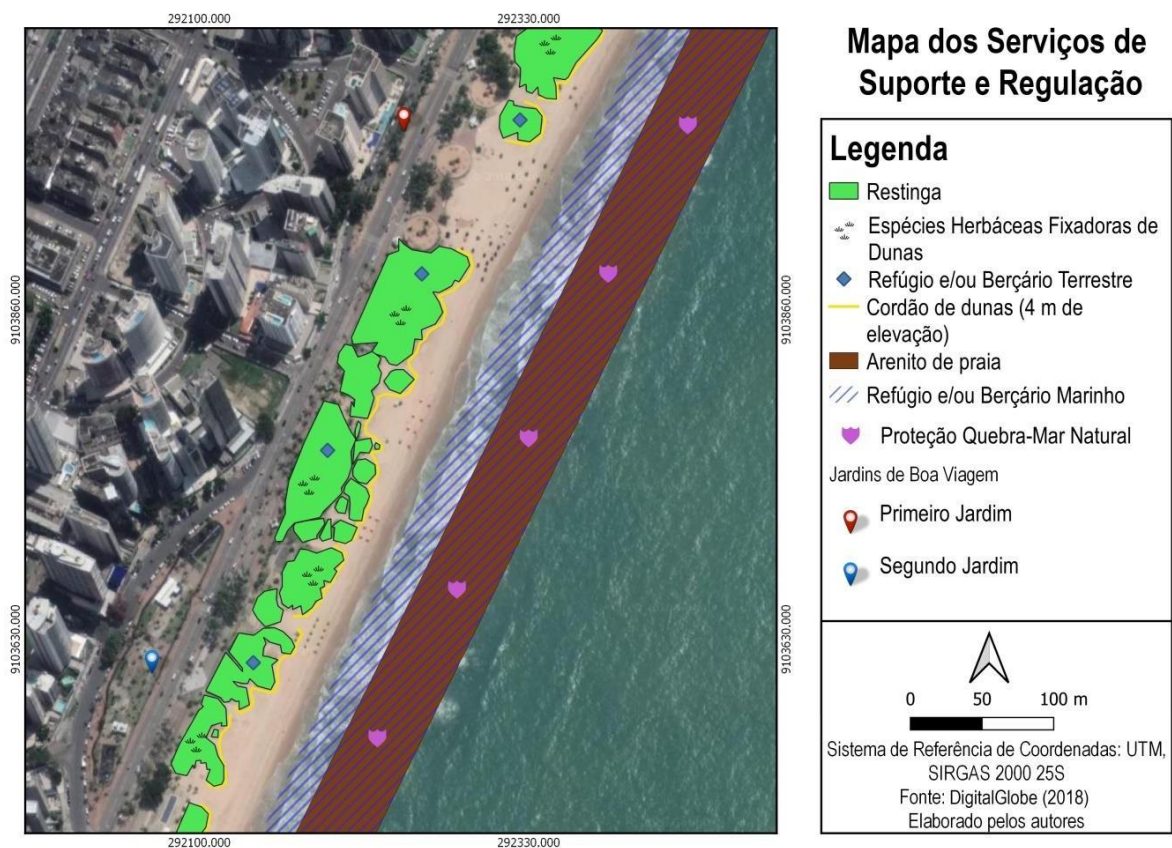 292100.000
292330.000
9103860.000
9103860.000
9103630.000
9103630.000
292100.000
292330.000
Mapa dos Serviços de
Suporte e Regulação
Legenda
Restinga
Espécies Herbáceas Fixadoras de
Dunas
Refúgio e/ou Berçário Terrestre
Cordão de dunas (4 m de
elevação)
Arenito de praia
Refúgio e/ou Berçário Marinho
Proteção Quebra-Mar Natural
Jardins de Boa Viagem
Primeiro Jardim
Segundo Jardim
0 50 100 m
Sistema de Referência de Coordenadas: UTM,
SIRGAS 2000 25S
Fonte: DigitalGlobe (2018)
Elaborado pelos autores